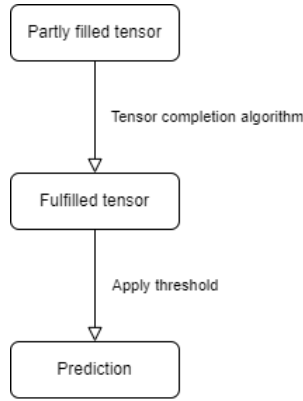 Partly filled tensor
Tensor completion algorithm
Fulfilled tensor
Apply threshold
Prediction